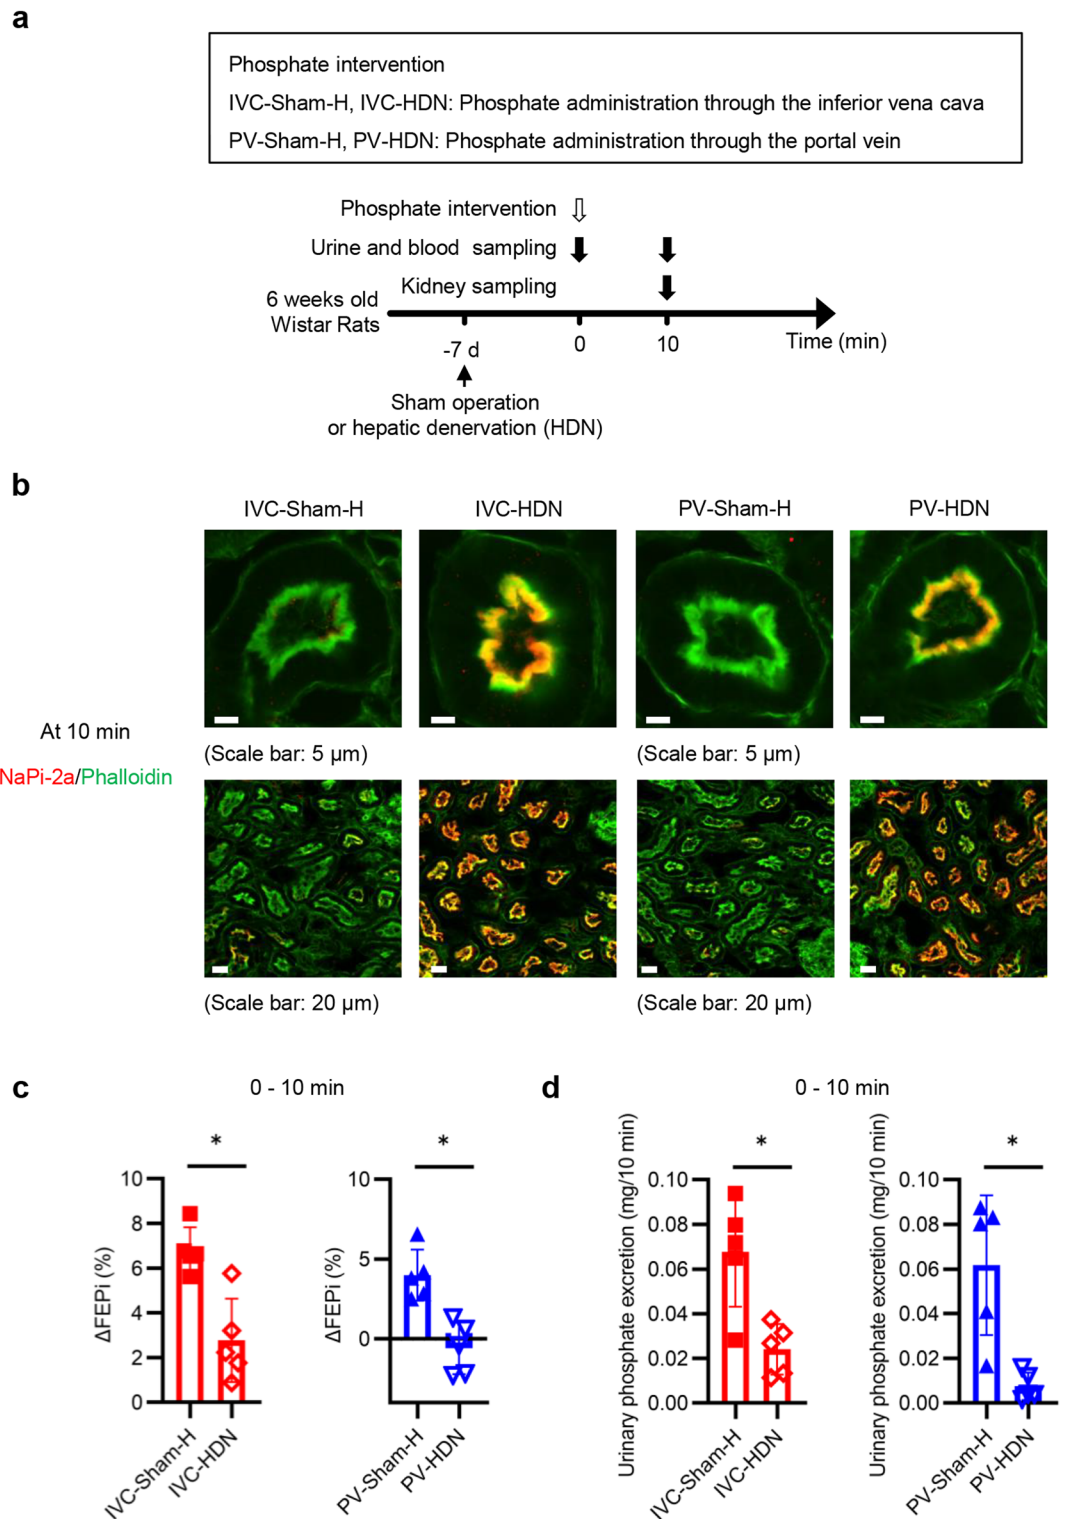 a
Phosphate intervention
IVC-Sham-H, IVC-HDN: Phosphate administration through the inferior vena cava
PV-Sham-H, PV-HDN: Phosphate administration through the portal vein
Phosphate intervention
Urine and blood sampling
Kidney sampling
6 weeks old
Wistar Rats
-7 d
0
10
Time (min)
Sham operation
or hepatic denervation (HDN)
b
IVC-Sham-H
IVC-HDN
PV-Sham-H
PV-HDN
At 10 min
NaPi-2a/Phalloidin
(Scale bar: 5 µm)
(Scale bar: 5 µm)
(Scale bar: 20 µm)
(Scale bar: 20 µm)
c
0 - 10 min
*
ΔFEPi (%)
10
8
6
4
2
0
IVC-Sham-H
IVC-HDN
*
ΔFEPi (%)
10
5
0
PV-Sham-H
PV-HDN
d
0 - 10 min
*
Urinary phosphate excretion (mg/10 min)
0.10
0.08
0.06
0.04
0.02
0.00
IVC-Sham-H
IVC-HDN
*
Urinary phosphate excretion (mg/10 min)
0.10
0.08
0.06
0.04
0.02
0.00
PV-Sham-H
PV-HDN